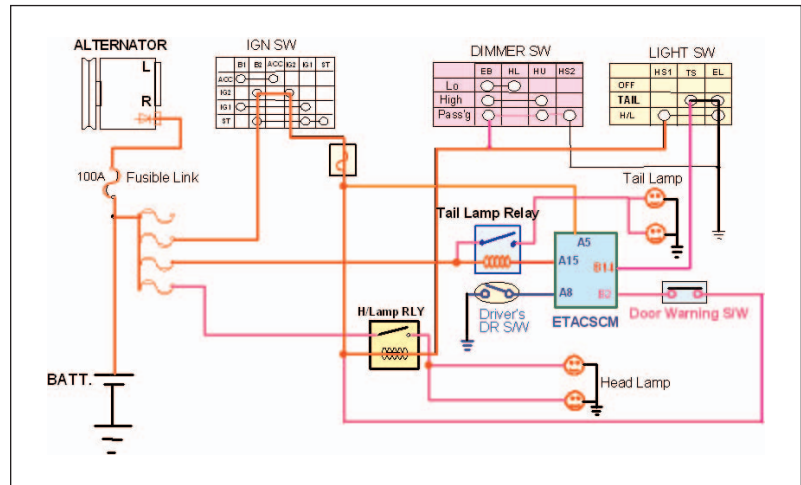 ALTERNATOR
L
R
100A Fusible Link
BATT.
IGN SW
B1 B2 ACC IG2 IG1 ST
ACC
IG2
IG1
ST
DIMMER SW
EB HL HU HS2
Lo
High
Pass'g
LIGHT SW
HS1 TS EL
OFF
TAIL
H/L
Tail Lamp
Tail Lamp Relay
A5
A15
B14
A8
B2
Driver's
DR S/W
ETACSCM
Door Warning S/W
H/Lamp RLY
Head Lamp